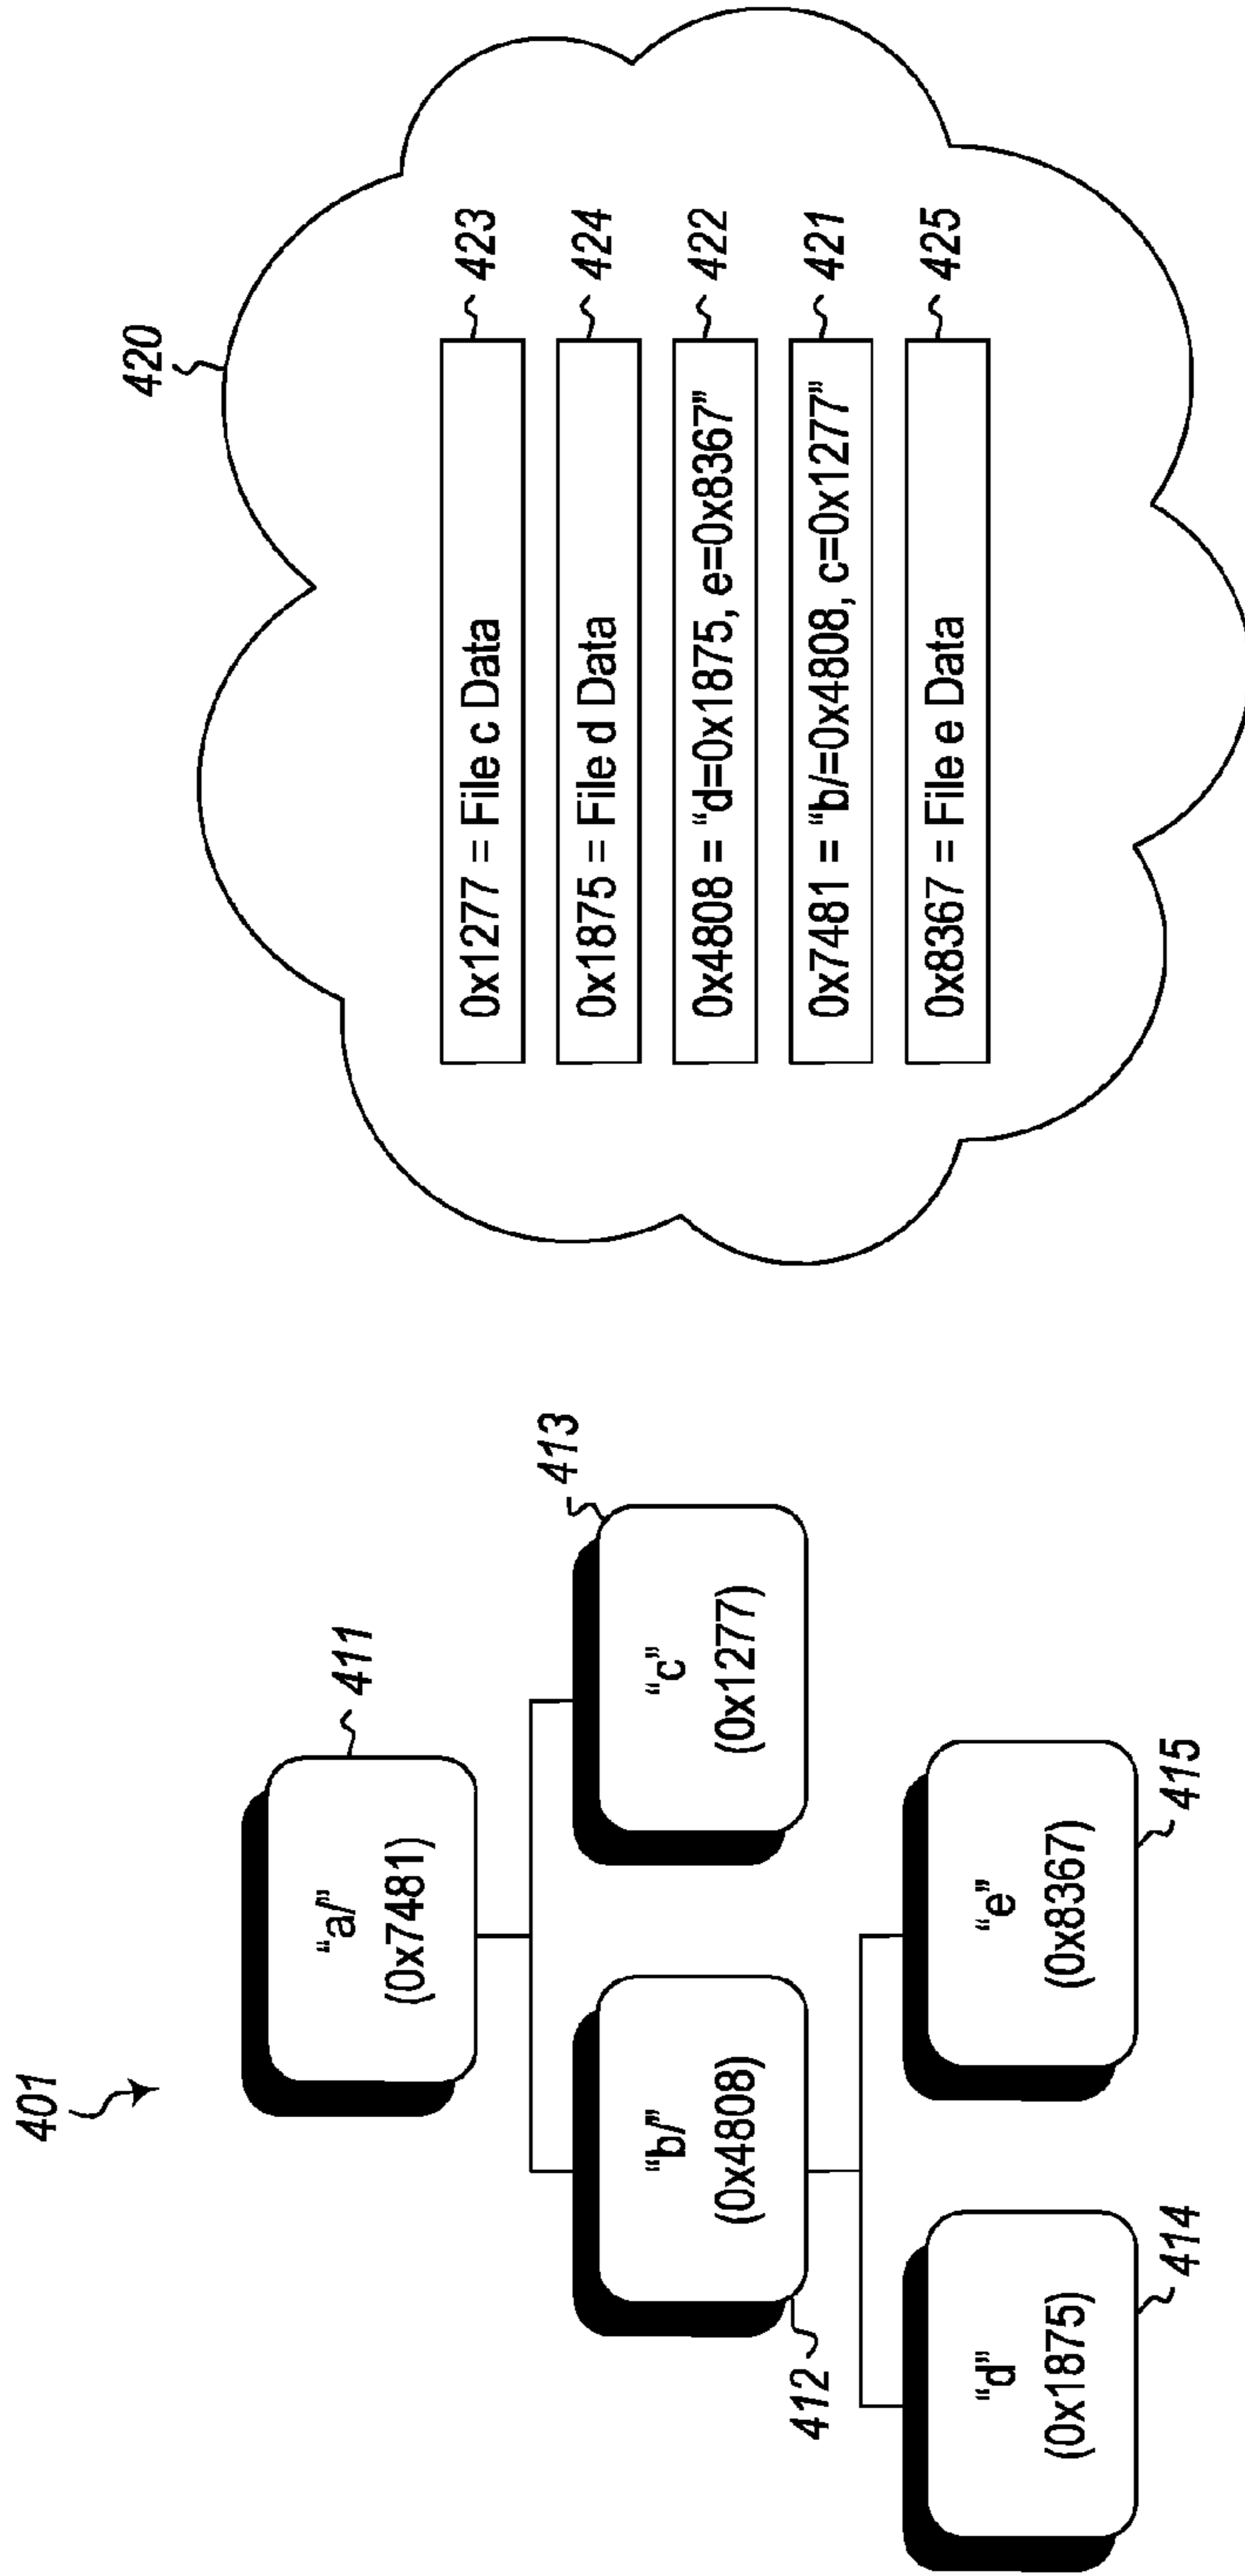 401
411
“a/”
(0x7481)
412
“b/”
(0x4808)
413
“c”
(0x1277)
“d”
(0x1875)
414
“e”
(0x8367)
415
420
0x1277 = File c Data
423
0x1875 = File d Data
424
0x4808 = “d=0x1875, e=0x8367”
422
0x7481 = “b/=0x4808, c=0x1277”
421
0x8367 = File e Data
425